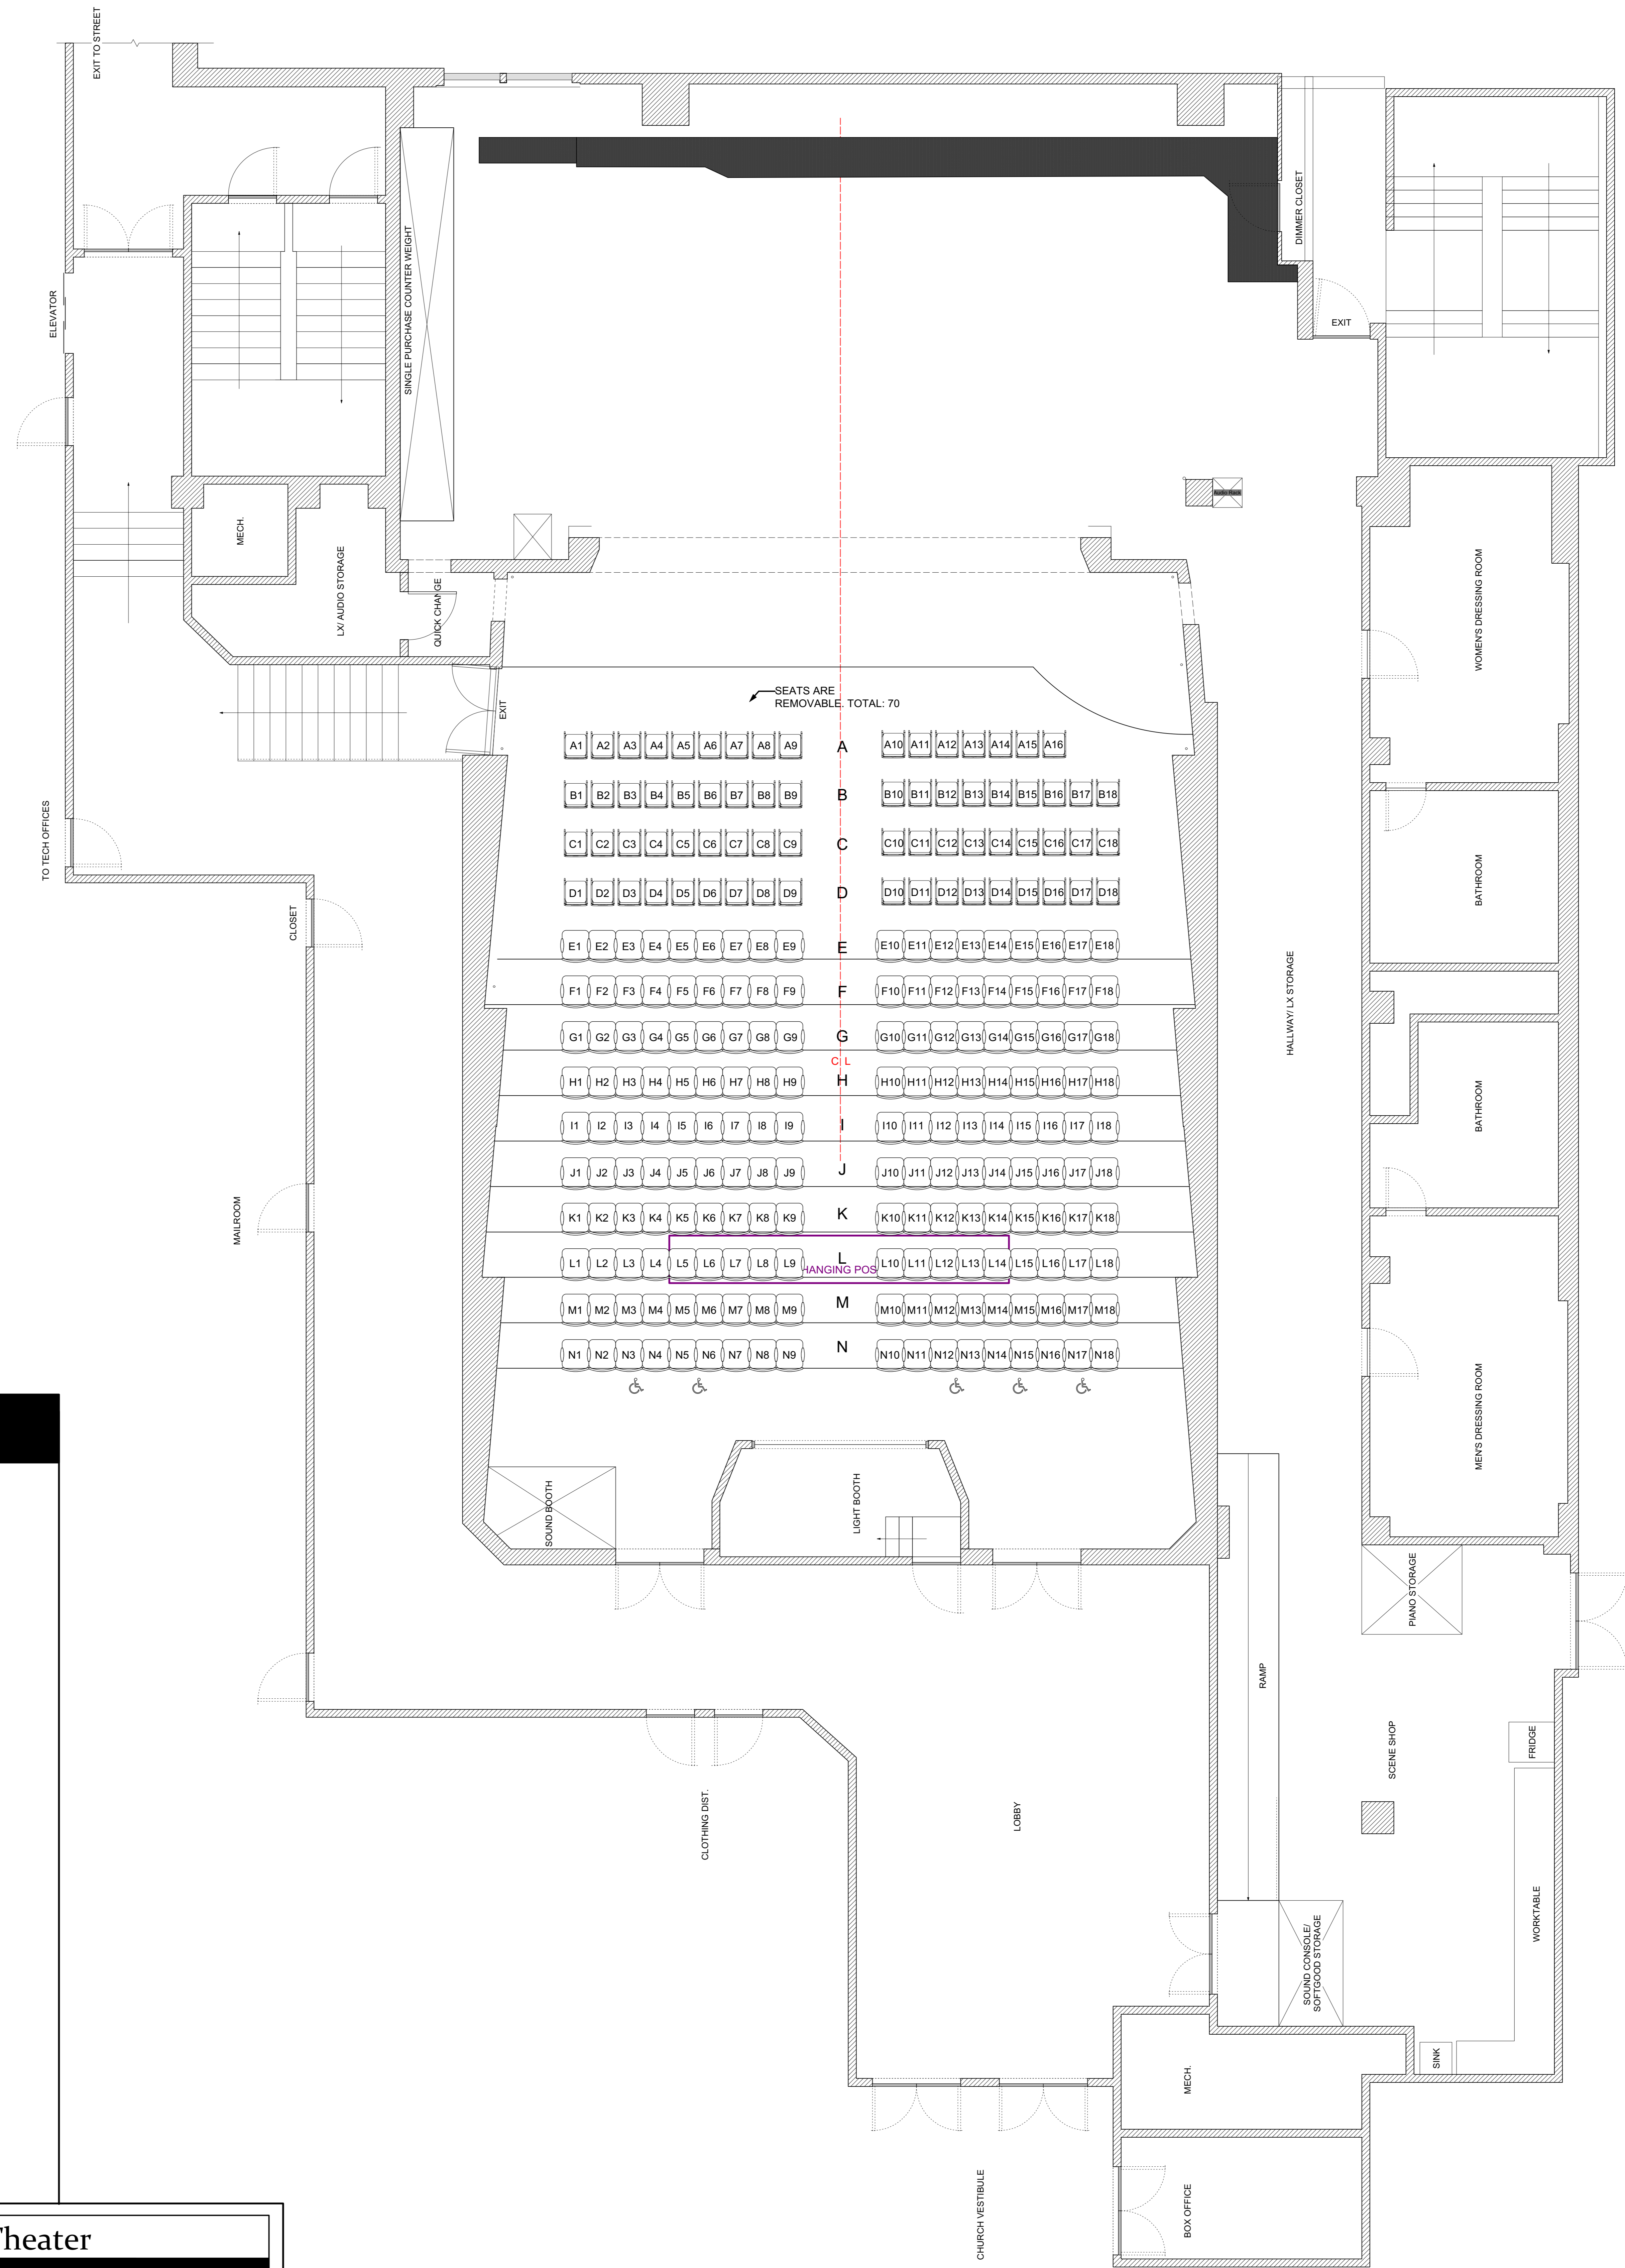 EXIT TO STREET
ELEVATOR
SINGLE PURCHASE COUNTER WEIGHT
DIMMER CLOSET
EXIT
MECH.
LX/ AUDIO STORAGE
QUICK CHANGE
Audio Rack
WOMEN'S DRESSING ROOM
EXIT
SEATS ARE
REMOVABLE. TOTAL: 70
TO TECH OFFICES
CLOSET
A1 A2 A3 A4 A5 A6 A7 A8 A9 A A10 A11 A12 A13 A14 A15 A16
B1 B2 B3 B4 B5 B6 B7 B8 B9 B B10 B11 B12 B13 B14 B15 B16 B17 B18
C1 C2 C3 C4 C5 C6 C7 C8 C9 C C10 C11 C12 C13 C14 C15 C16 C17 C18
D1 D2 D3 D4 D5 D6 D7 D8 D9 D D10 D11 D12 D13 D14 D15 D16 D17 D18
E1 E2 E3 E4 E5 E6 E7 E8 E9 E E10 E11 E12 E13 E14 E15 E16 E17 E18
F1 F2 F3 F4 F5 F6 F7 F8 F9 F F10 F11 F12 F13 F14 F15 F16 F17 F18
G1 G2 G3 G4 G5 G6 G7 G8 G9 G G10 G11 G12 G13 G14 G15 G16 G17 G18
C L
H1 H2 H3 H4 H5 H6 H7 H8 H9 H H10 H11 H12 H13 H14 H15 H16 H17 H18
I1 I2 I3 I4 I5 I6 I7 I8 I9 I I10 I11 I12 I13 I14 I15 I16 I17 I18
J1 J2 J3 J4 J5 J6 J7 J8 J9 J J10 J11 J12 J13 J14 J15 J16 J17 J18
K1 K2 K3 K4 K5 K6 K7 K8 K9 K K10 K11 K12 K13 K14 K15 K16 K17 K18
L1 L2 L3 L4 L5 L6 L7 L8 L9 L L10 L11 L12 L13 L14 L15 L16 L17 L18
HANGING POS
M1 M2 M3 M4 M5 M6 M7 M8 M9 M M10 M11 M12 M13 M14 M15 M16 M17 M18
N1 N2 N3 N4 N5 N6 N7 N8 N9 N N10 N11 N12 N13 N14 N15 N16 N17 N18
BATHROOM
HALLWAY/ LX STORAGE
BATHROOM
MAILROOM
MEN'S DRESSING ROOM
SOUND BOOTH
LIGHT BOOTH
PIANO STORAGE
RAMP
SCENE SHOP
FRIDGE
CLOTHING DIST.
LOBBY
WORKTABLE
SOUND CONSOLE/
SOFTGOOD STORAGE
SINK
MECH.
CHURCH VESTIBULE
BOX OFFICE
Theater